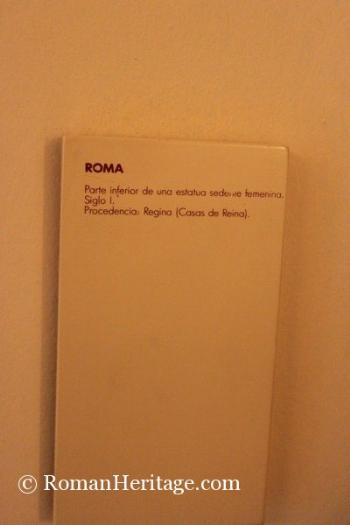 ROMA
Parte inferior de una estatua sedente femenina.
Siglo I.
Procedencia: Regina (Casas de Reina).
© RomanHeritage.com